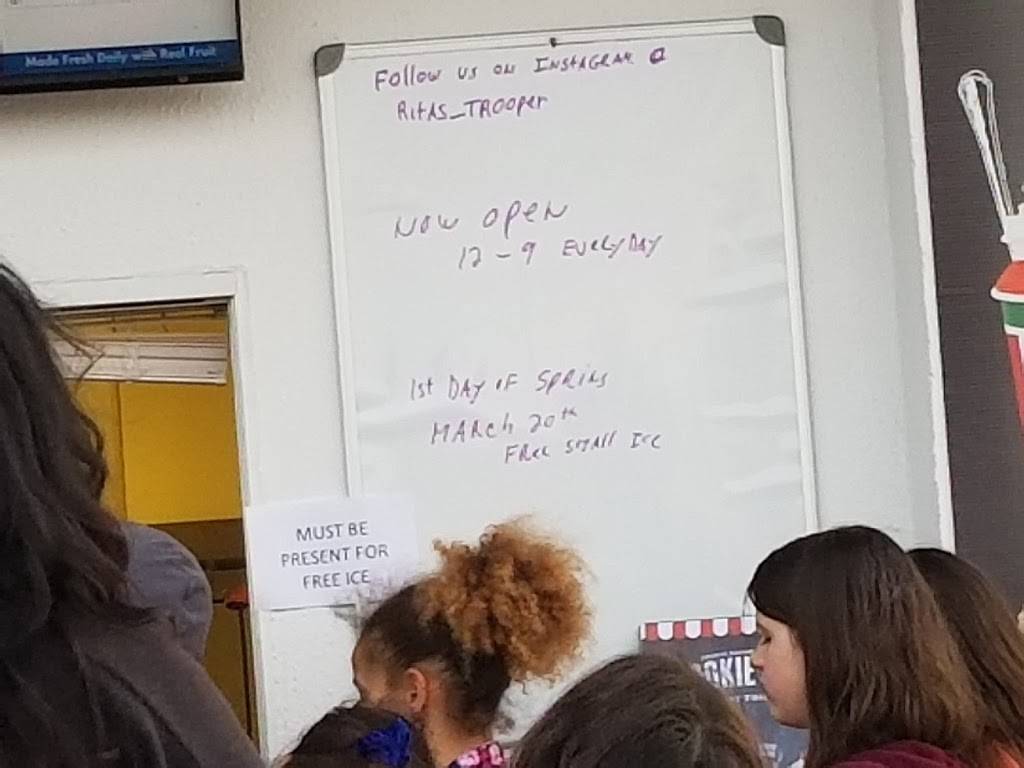 Made Fresh Daily with Real Fruit
Follow us on INSTAGRAM @
RitAS_TROOper
NOW OPEN
12 - 9 EVERYDAY
1st DAY OF SPRING
MARch 20th
FREE SMAll ICE
MUST BE
PRESENT FOR
FREE ICE